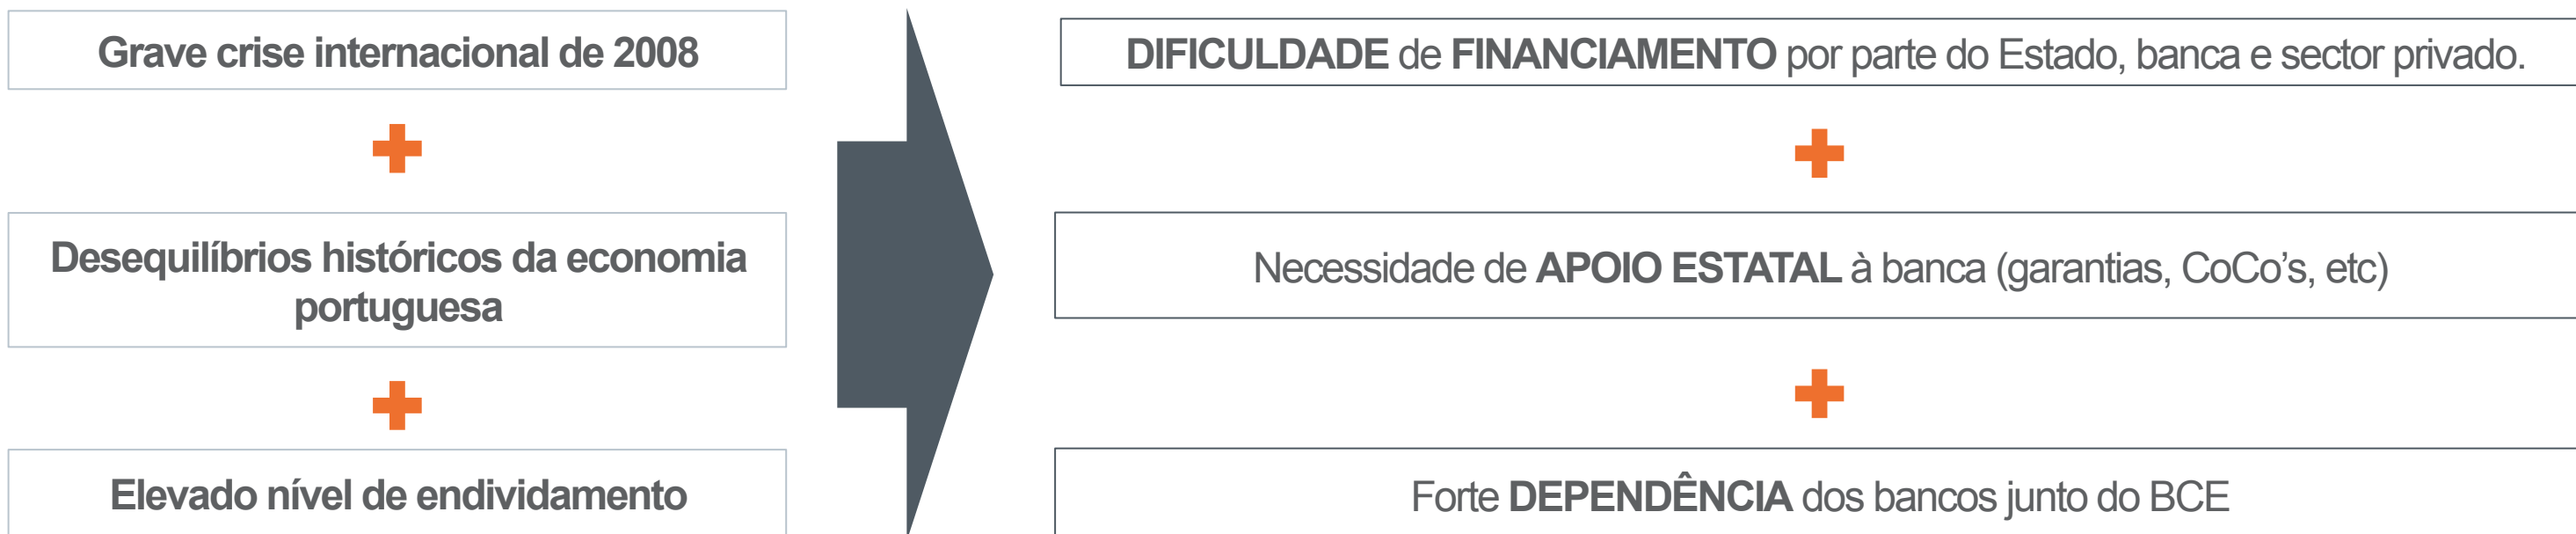 Grave crise internacional de 2008
Desequilíbrios históricos da economia
portuguesa
Elevado nível de endividamento
DIFICULDADE de FINANCIAMENTO por parte do Estado, banca e sector privado.
Necessidade de APOIO ESTATAL à banca (garantias, CoCo’s, etc)
Forte DEPENDÊNCIA dos bancos junto do BCE